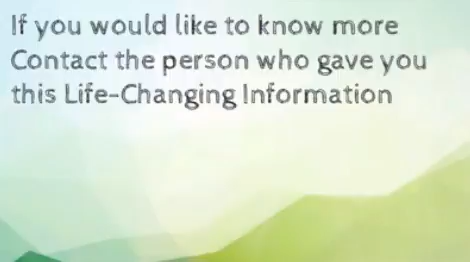 If you would like to know more
Contact the person who gave you
this Life-Changing Information